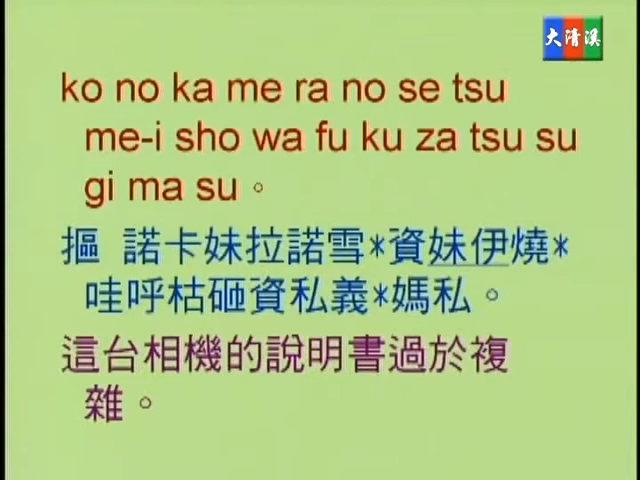 大清溪
ko no ka me ra no se tsu
me-i sho wa fu ku za tsu su
gi ma su。
摳 諾卡妹拉諾雪*資妹伊燒*
哇呼枯砸資私義*媽私。
這台相機的說明書過於複
雜。